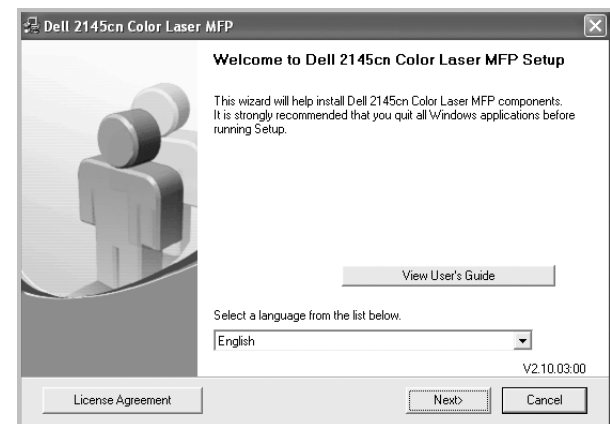 Dell 2145cn Color Laser MFP
Welcome to Dell 2145cn Color Laser MFP Setup
This wizard will help install Dell 2145cn Color Laser MFP components.
It is strongly recommended that you quit all Windows applications before
running Setup.
View User's Guide
Select a language from the list below.
English
V2.10.03:00
License Agreement
Next>
Cancel